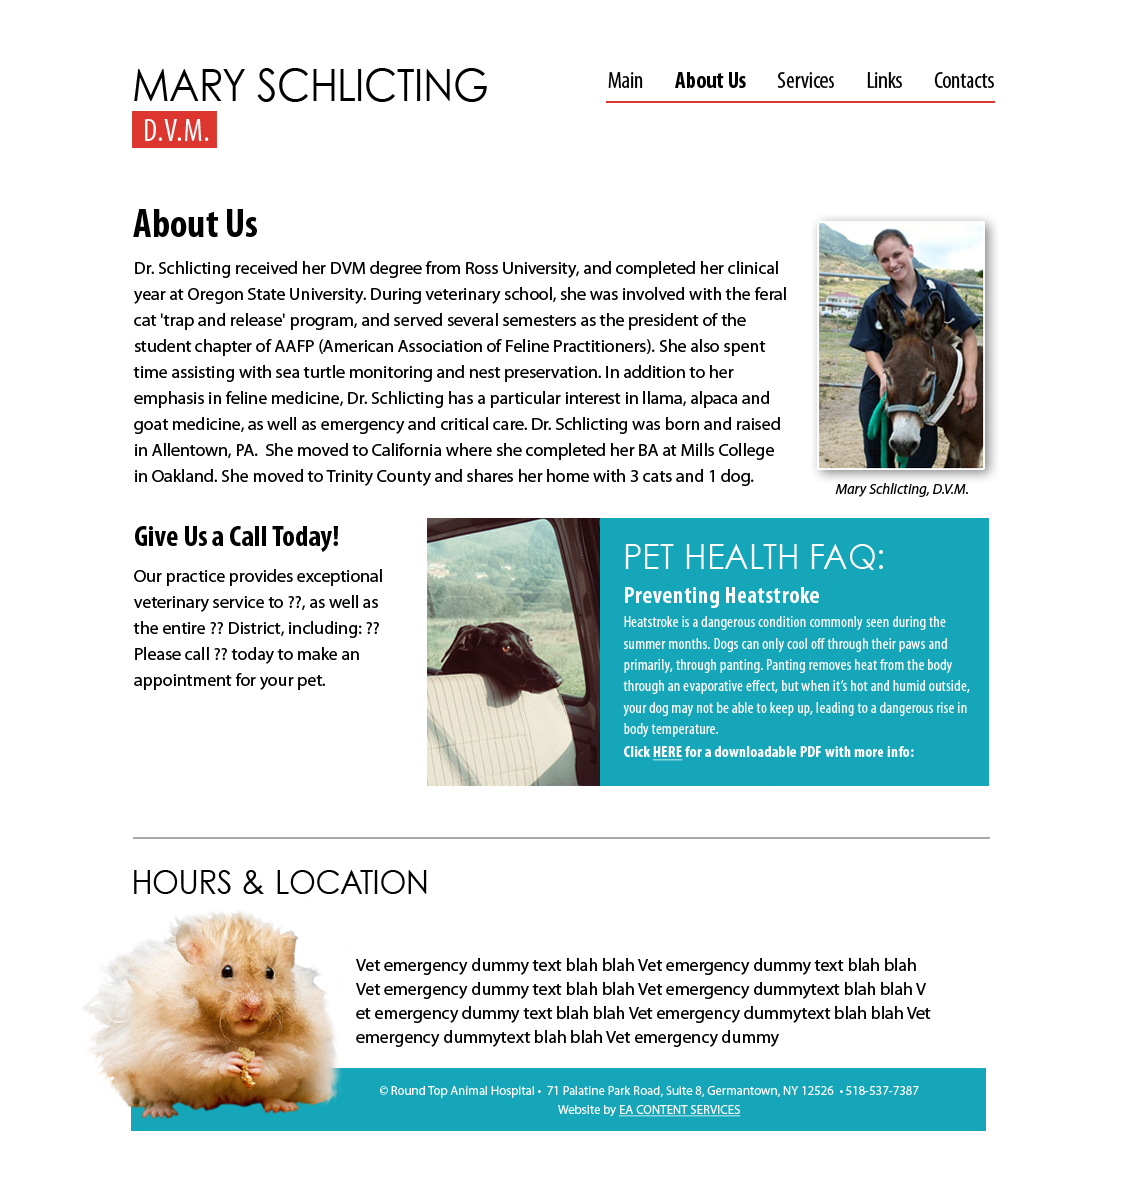 MARY SCHLICTING
D.V.M.
Main About Us Services Links Contacts
About Us
Dr. Schlicting received her DVM degree from Ross University, and completed her clinical
year at Oregon State University. During veterinary school, she was involved with the feral
cat 'trap and release' program, and served several semesters as the president of the
student chapter of AAFP (American Association of Feline Practitioners). She also spent
time assisting with sea turtle monitoring and nest preservation. In addition to her
emphasis in feline medicine, Dr. Schlicting has a particular interest in llama, alpaca and
goat medicine, as well as emergency and critical care. Dr. Schlicting was born and raised
in Allentown, PA.  She moved to California where she completed her BA at Mills College
in Oakland. She moved to Trinity County and shares her home with 3 cats and 1 dog.
Mary Schlicting, D.V.M.
Give Us a Call Today!
Our practice provides exceptional
veterinary service to ??, as well as
the entire ?? District, including: ??
Please call ?? today to make an
appointment for your pet.
PET HEALTH FAQ:
Preventing Heatstroke
Heatstroke is a dangerous condition commonly seen during the
summer months. Dogs can only cool off through their paws and
primarily, through panting. Panting removes heat from the body
through an evaporative effect, but when it’s hot and humid outside,
your dog may not be able to keep up, leading to a dangerous rise in
body temperature.
Click HERE for a downloadable PDF with more info:
HOURS & LOCATION
Vet emergency dummy text blah blah Vet emergency dummy text blah blah
Vet emergency dummy text blah blah Vet emergency dummytext blah blah V
et emergency dummy text blah blah Vet emergency dummytext blah blah Vet
emergency dummytext blah blah Vet emergency dummy
© Round Top Animal Hospital •  71 Palatine Park Road, Suite 8, Germantown, NY 12526  • 518-537-7387
Website by EA CONTENT SERVICES